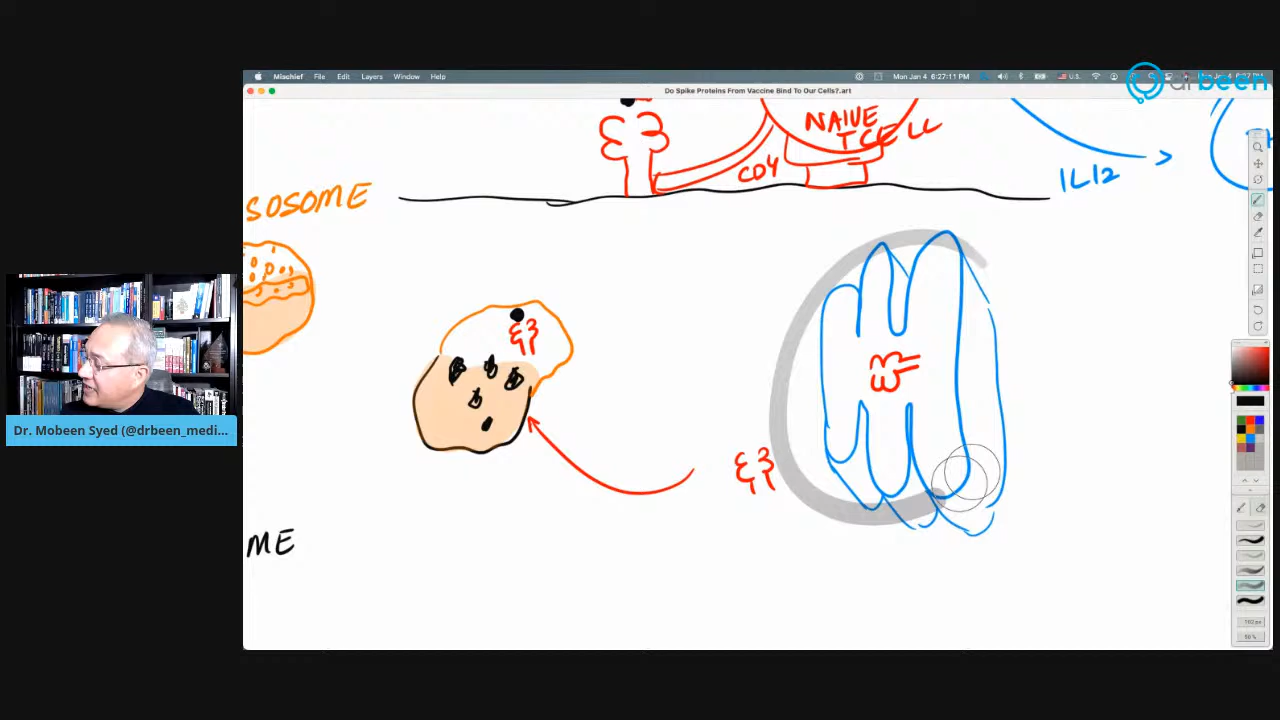 Mischief File Edit Layers Window Help
U.S.
Mon Jan 4 6:27:11 PM
drbeen
Do Spike Proteins From Vaccine Bind To Our Cells?.art
NAIVE
T CELL
CD4
IL12
SOSOME
Dr. Mobeen Syed (@drbeen_medi...
ME